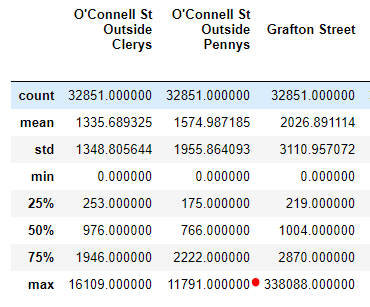 O'Connell St O'Connell St
Outside Outside Grafton Street
Clerys Pennys
count 32851.000000 32851.000000 32851.000000
mean 1335.689325 1574.987185 2026.891114
std 1348.805644 1955.864093 3110.957072
min 0.000000 0.000000 0.000000
25% 253.000000 175.000000 219.000000
50% 976.000000 766.000000 1004.000000
75% 1946.000000 2222.000000 2870.000000
max 16109.000000 11791.000000 338088.000000